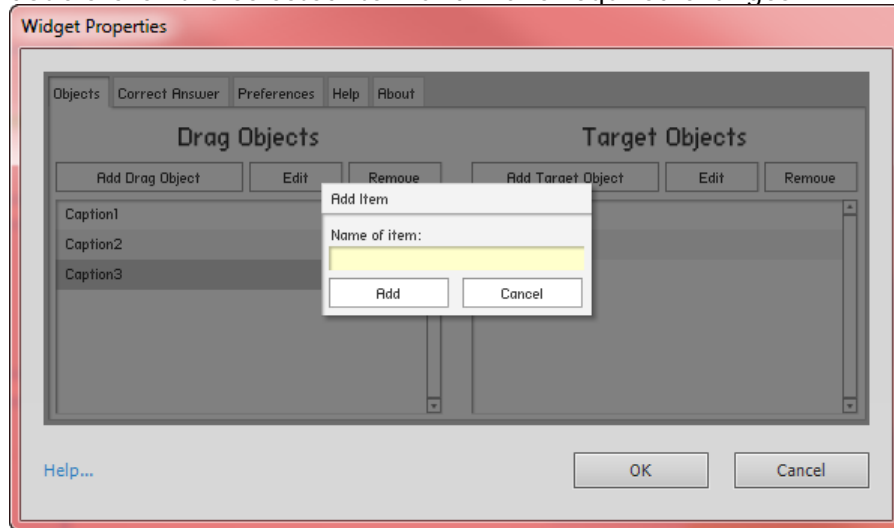 Widget Properties
Objects Correct Answer Preferences Help About
Drag Objects Target Objects
Add Drag Object Edit Remove Add Target Object Edit Remove
Add Item
Caption1
Name of item:
Caption2
Caption3
Add Cancel
Help... OK Cancel